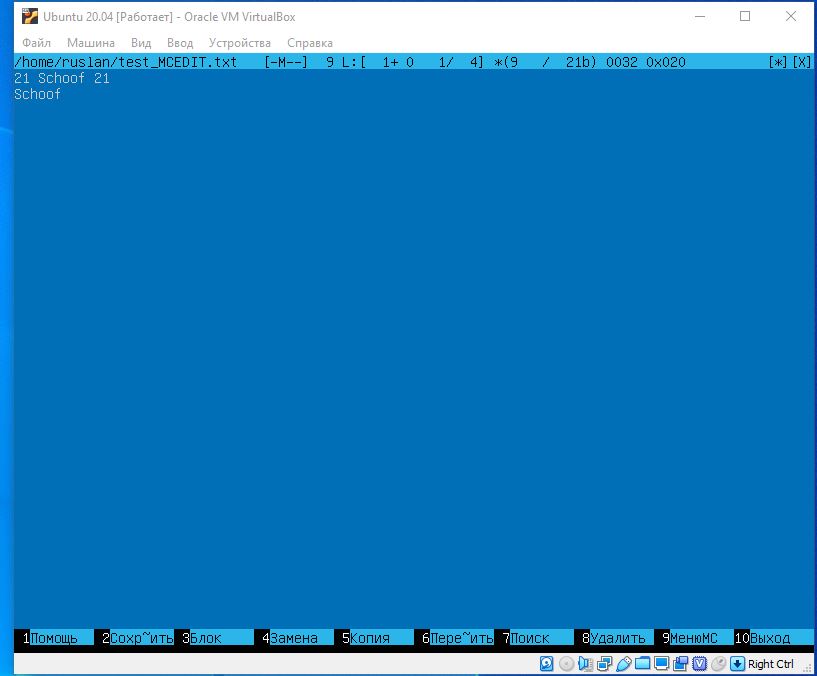 Ubuntu 20.04 [Работает] - Oracle VM VirtualBox
Файл Машина Вид Ввод Устройства Справка
/home/ruslan/test_MCEDIT.txt [-M--] 9 L:[ 1+ 0 1/ 4] *(9 / 21b) 0032 0x020 [*][X]
21 Schoof 21
Schoof
1Помощь 2Сохр~ить 3Блок 4Замена 5Копия 6Пере~ить 7Поиск 8Удалить 9МенюMC 10Выход
Right Ctrl